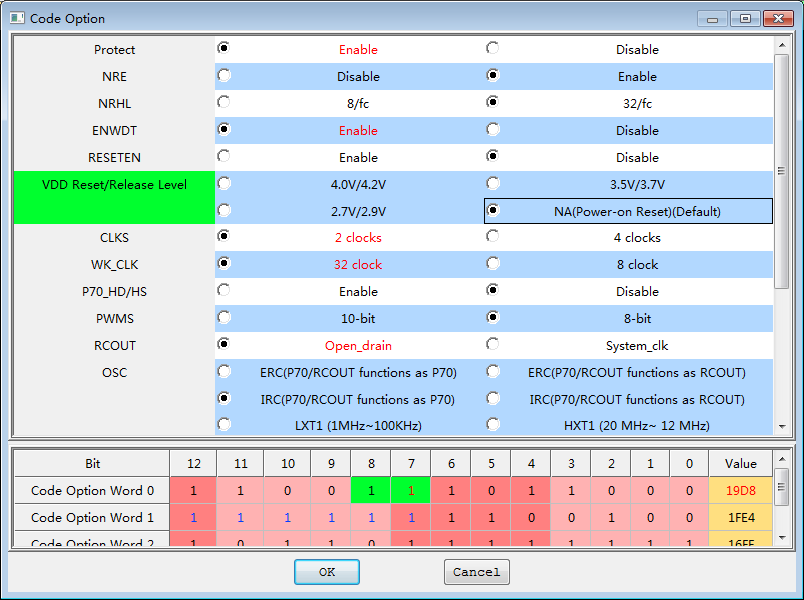 Code Option
Protect Enable Disable
NRE Disable Enable
NRHL 8/fc 32/fc
ENWDT Enable Disable
RESETEN Enable Disable
VDD Reset/Release Level 4.0V/4.2V 3.5V/3.7V
2.7V/2.9V NA(Power-on Reset)(Default)
CLKS 2 clocks 4 clocks
WK_CLK 32 clock 8 clock
P70_HD/HS Enable Disable
PWMS 10-bit 8-bit
RCOUT Open_drain System_clk
OSC ERC(P70/RCOUT functions as P70) ERC(P70/RCOUT functions as RCOUT)
IRC(P70/RCOUT functions as P70) IRC(P70/RCOUT functions as RCOUT)
LXT1 (1MHz~100KHz) HXT1 (20 MHz~ 12 MHz)
Bit 12 11 10 9 8 7 6 5 4 3 2 1 0 Value
Code Option Word 0 1 1 0 0 1 1 1 0 1 1 0 0 0 19D8
Code Option Word 1 1 1 1 1 1 1 1 1 0 0 1 0 0 1FE4
Code Option Word 2 1 0 1 1 0 1 1 1 1 1 1 1 1 16FF
OK Cancel